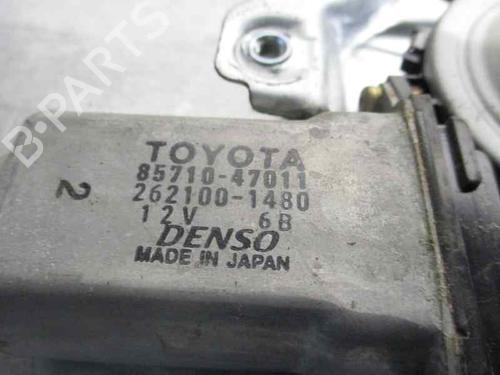 B-PARTS
TOYOTA
85710-47011
262100-1480
12V 6B
DENSO
MADE IN JAPAN
2